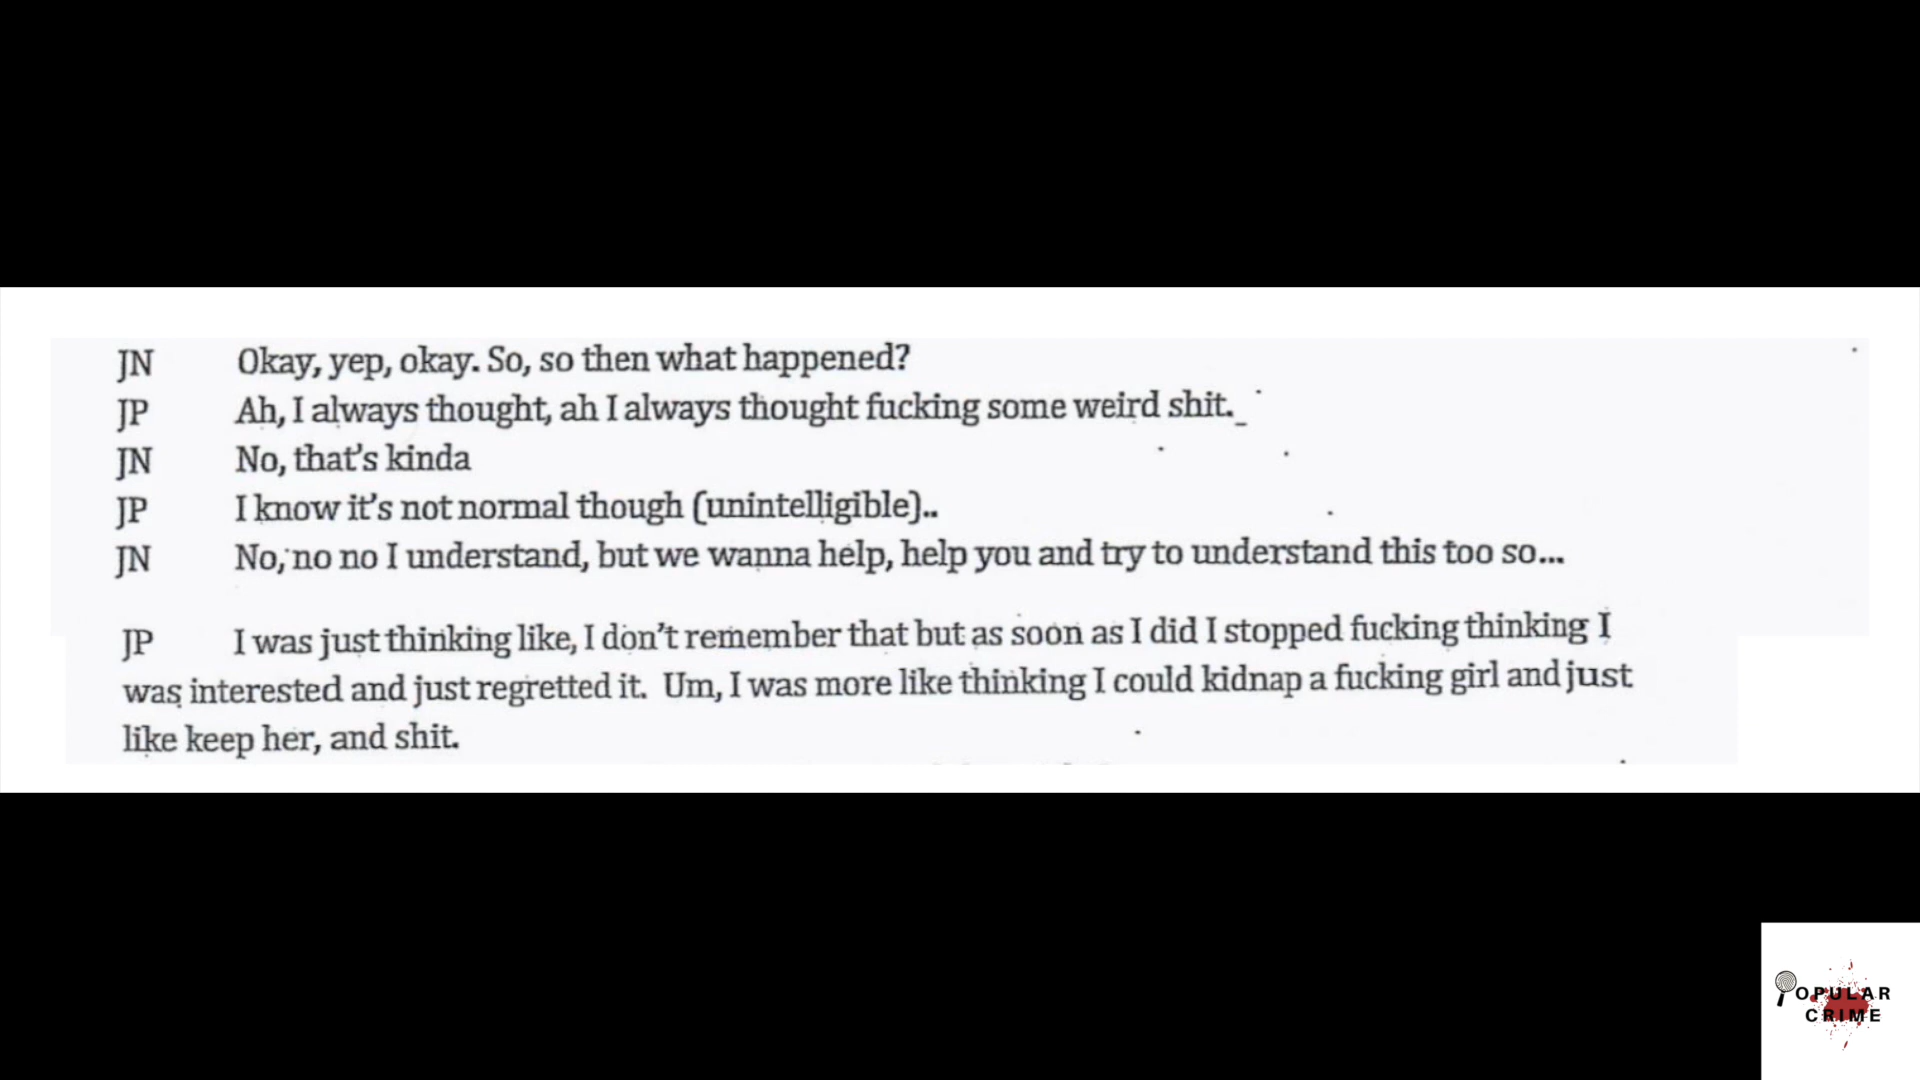 JN Okay, yep, okay. So, so then what happened?
JP Ah, I always thought, ah I always thought fucking some weird shit._
JN No, that's kinda
JP I know it's not normal though (unintelligible)..
JN No, no no I understand, but we wanna help, help you and try to understand this too so...
JP I was just thinking like, I don't remember that but as soon as I did I stopped fucking thinking I
was interested and just regretted it. Um, I was more like thinking I could kidnap a fucking girl and just
like keep her, and shit.
POPULAR
CRIME